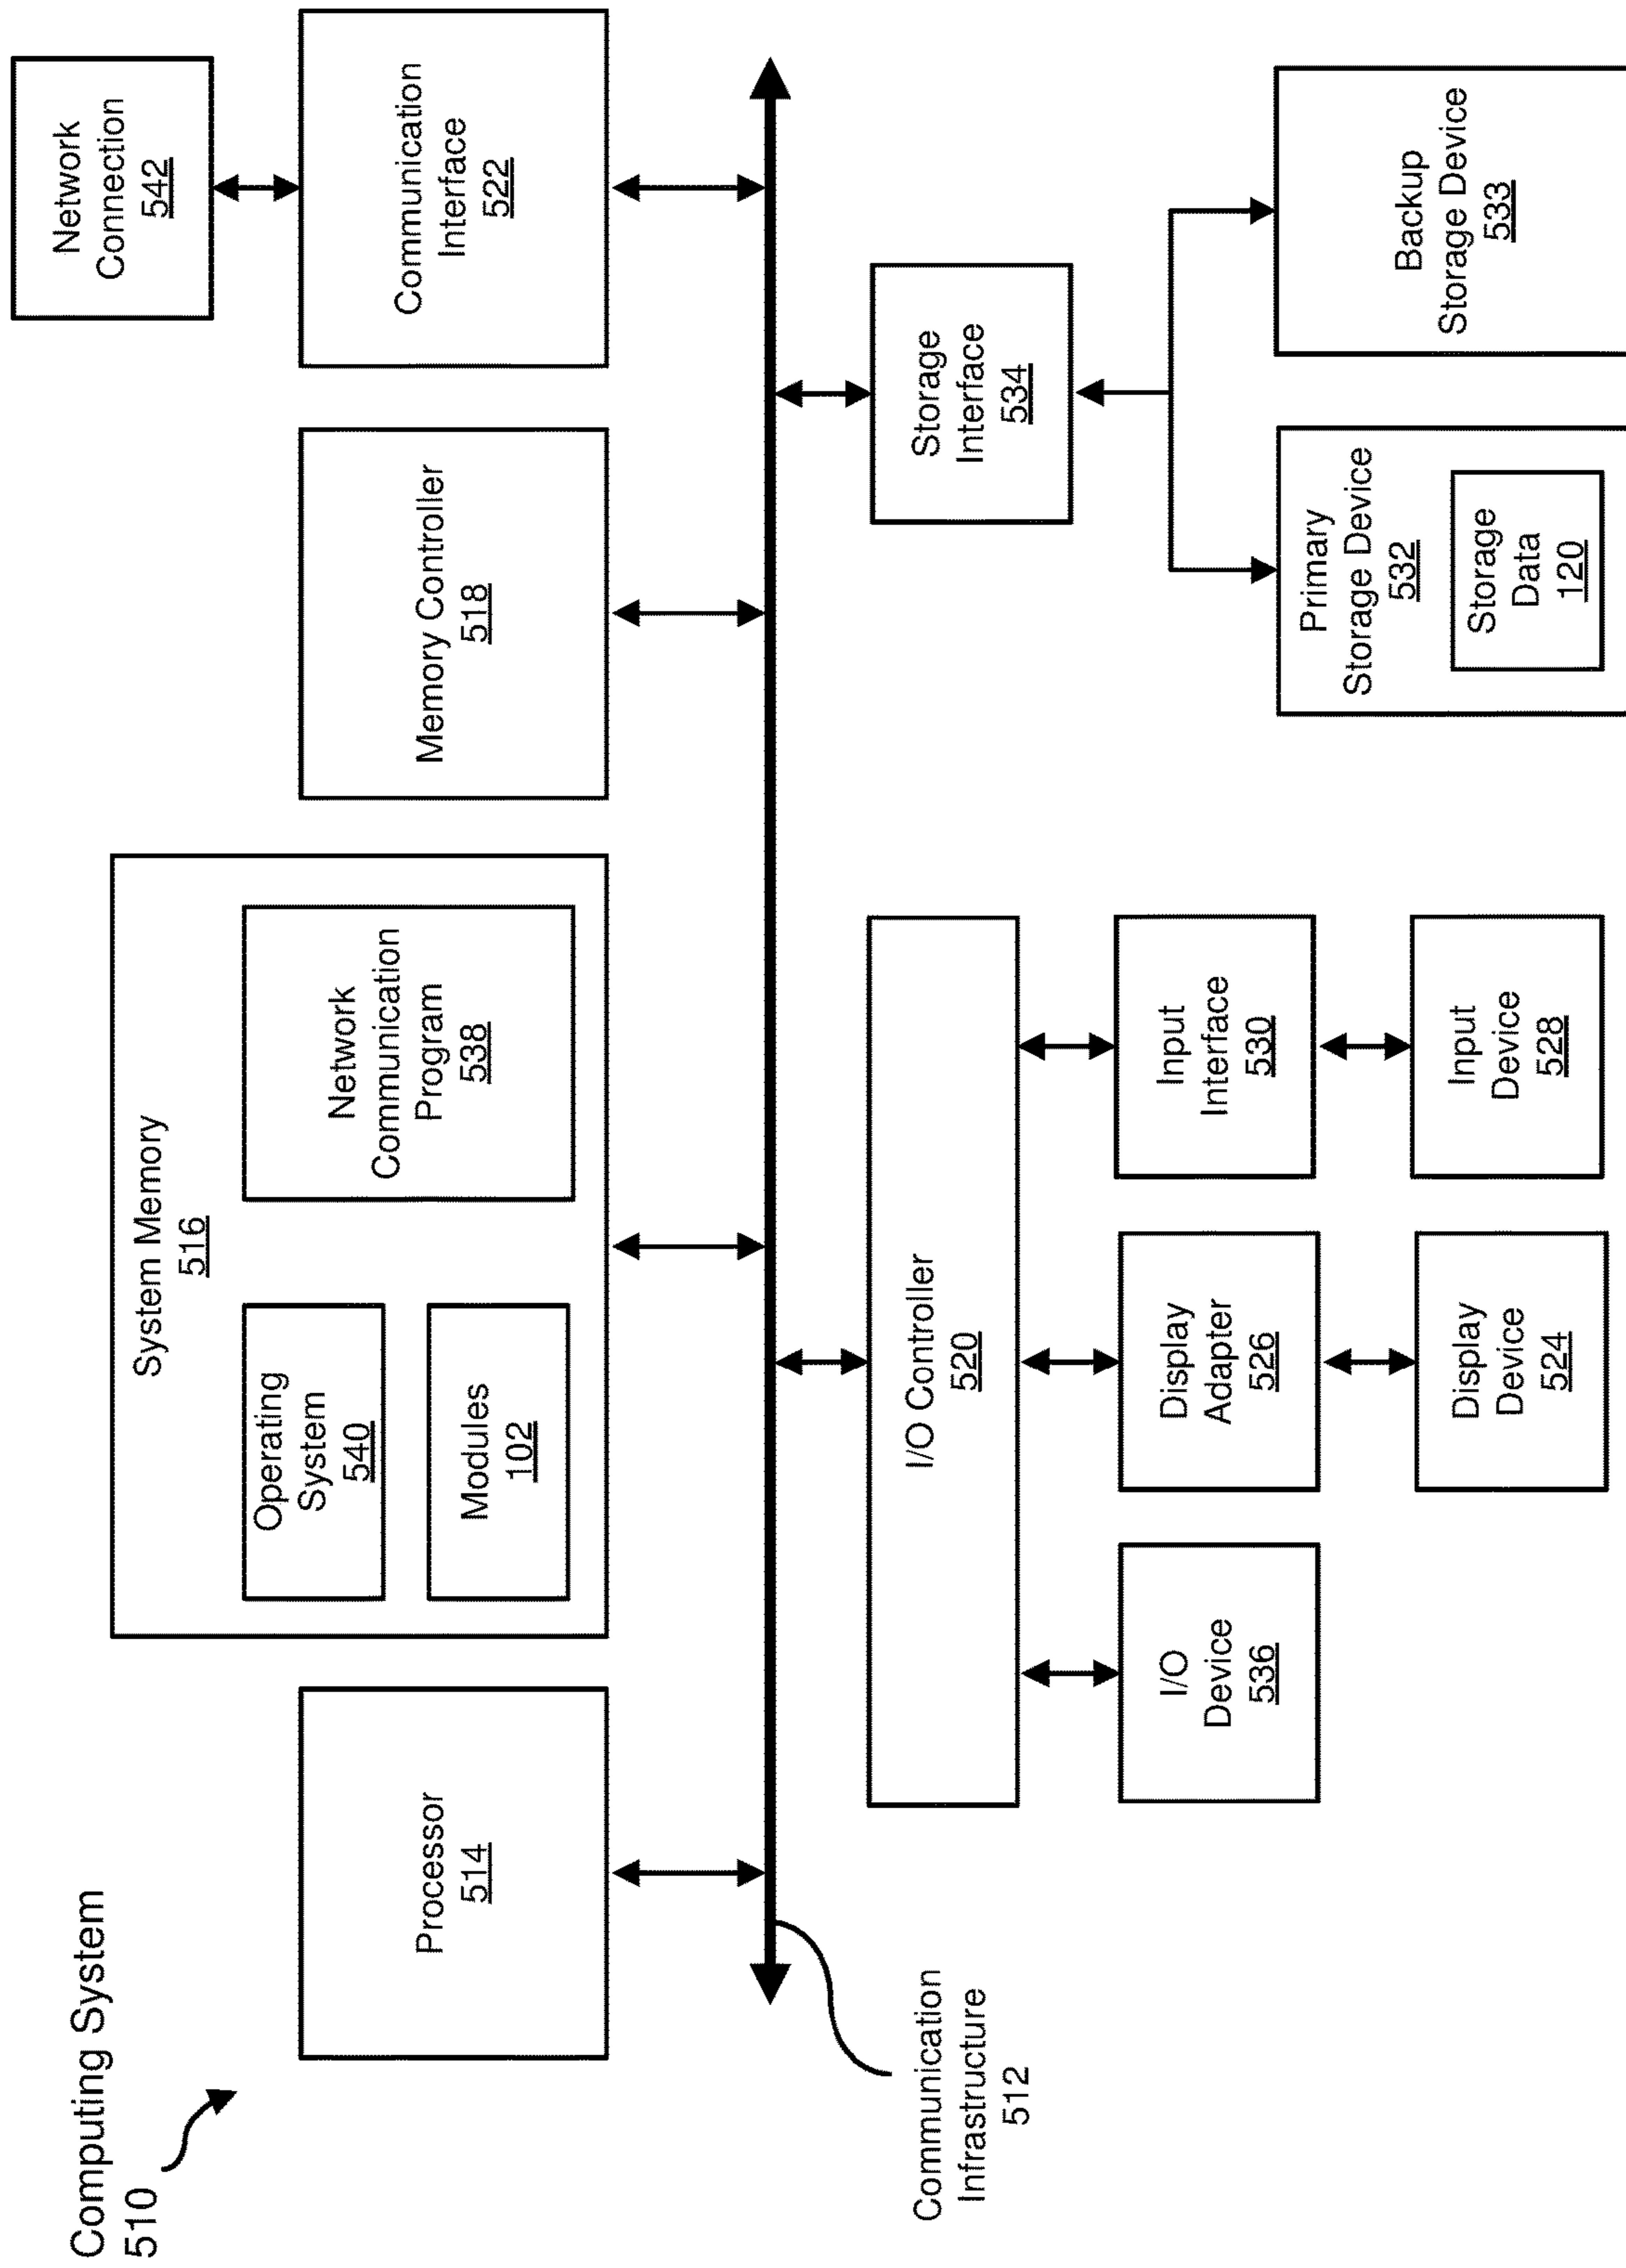 Computing System
510
Processor
514
System Memory
516
Operating
System
540
Modules
102
Network
Communication
Program
538
Memory Controller
518
Network
Connection
542
Communication
Interface
522
Communication
Infrastructure
512
I/O Controller
520
I/O
Device
536
Display
Adapter
526
Input
Interface
530
Display
Device
524
Input
Device
528
Storage
Interface
534
Primary
Storage Device
532
Storage
Data
120
Backup
Storage Device
533